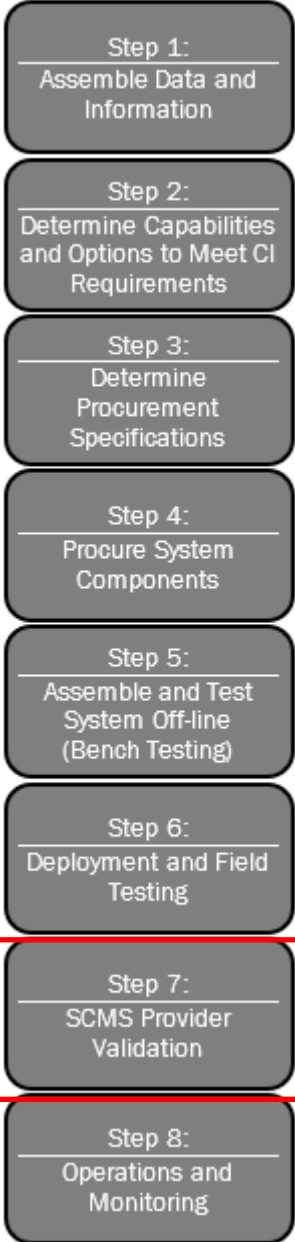 Step 1:
Assemble Data and
Information
Step 2:
Determine Capabilities
and Options to Meet CI
Requirements
Step 3:
Determine
Procurement
Specifications
Step 4:
Procure System
Components
Step 5:
Assemble and Test
System Off-line
(Bench Testing)
Step 6:
Deployment and Field
Testing
Step 7:
SCMS Provider
Validation
Step 8:
Operations and
Monitoring